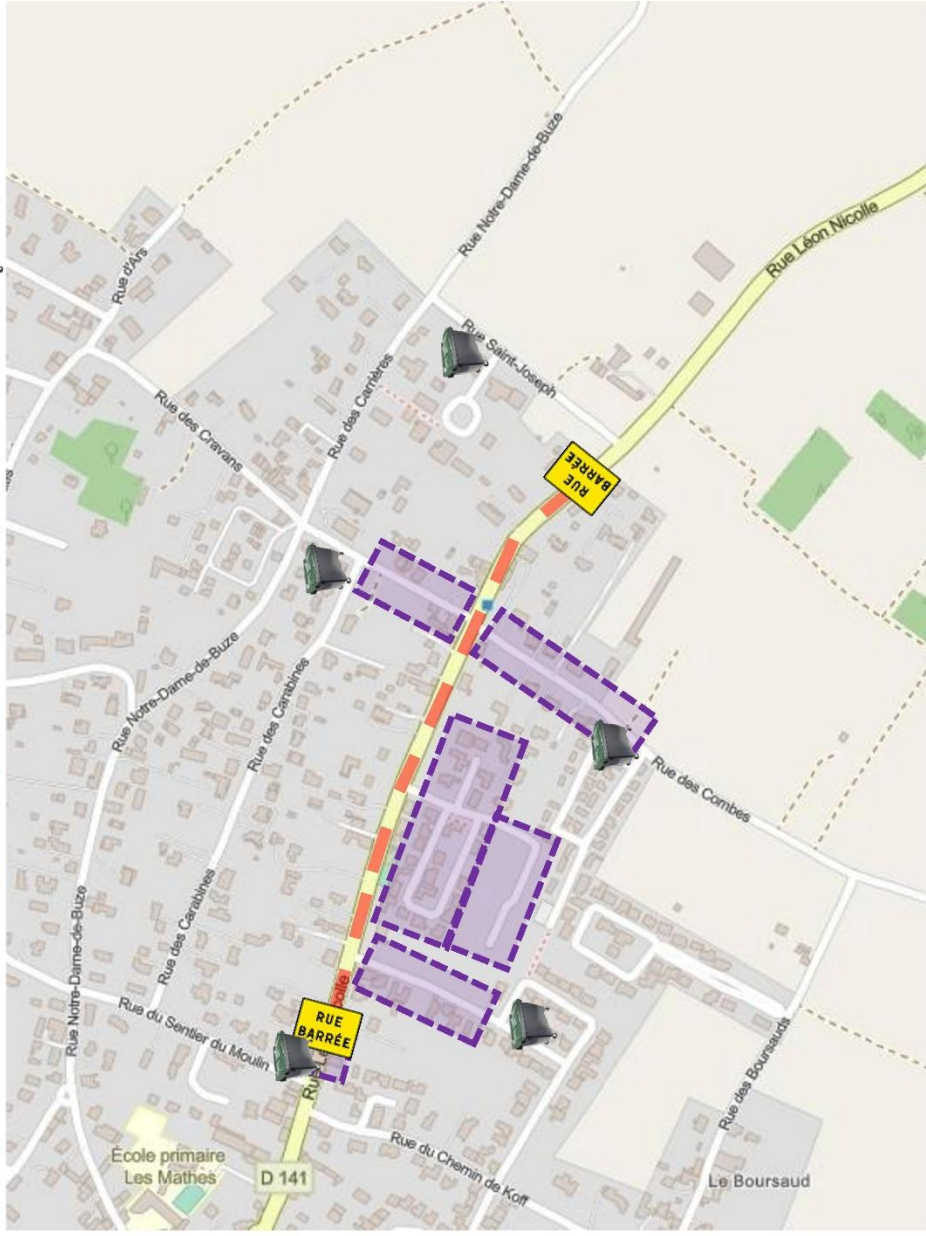 Rue Notre-Dame-de-Buze
Rue Léon Nicolle
Rue d'Ars
Rue Saint-Joseph
Rue des Carrières
Rue des Cravans
RUE
BARRÉE
Rue Notre-Dame-de-Buze
Rue des Carabines
Rue des Combes
Rue des Carabines
Rue Notre-Dame-de-Buze
Rue du Sentier du Moulin
RUE
BARRÉE
Rue
colle
Rue des Boursauds
École primaire
Les Mathes
D 141
Rue du Chemin de Koff
Le Boursaud